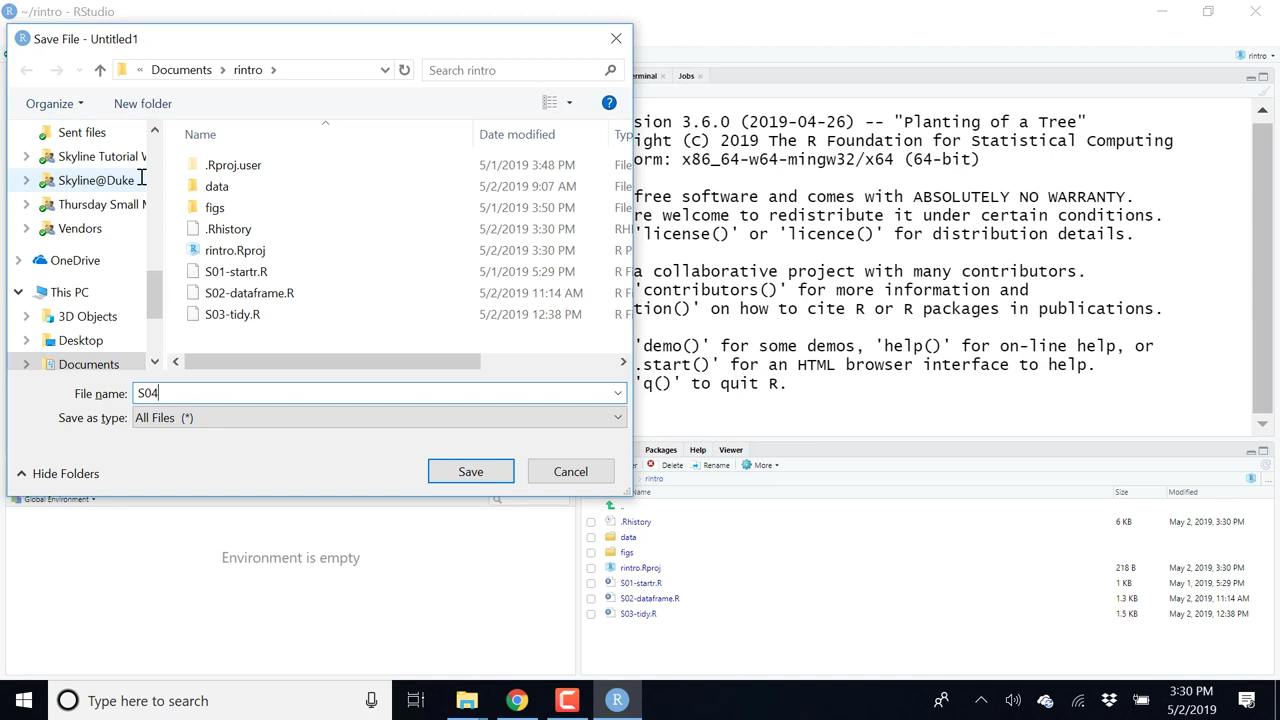 ~/rintro - RStudio
Save File - Untitled1
« Documents > rintro >
Search rintro
rintro
Terminal Jobs
Organize New folder
Name Date modified Typ
Sent files
Skyline Tutorial W
Skyline@Duke
Thursday Small M
Vendors
OneDrive
This PC
3D Objects
Desktop
Documents
.Rproj.user 5/1/2019 3:48 PM File
data 5/2/2019 9:07 AM File
figs 5/1/2019 3:50 PM File
.Rhistory 5/2/2019 3:30 PM RHI
rintro.Rproj 5/2/2019 3:30 PM R P
S01-startr.R 5/1/2019 5:29 PM R Fi
S02-dataframe.R 5/2/2019 11:14 AM R Fi
S03-tidy.R 5/2/2019 12:38 PM R Fi
File name: S04
Save as type: All Files (*)
Hide Folders
Save Cancel
sion 3.6.0 (2019-04-26) -- "Planting of a Tree"
ight (C) 2019 The R Foundation for Statistical Computing
orm: x86_64-w64-mingw32/x64 (64-bit)
free software and comes with ABSOLUTELY NO WARRANTY.
re welcome to redistribute it under certain conditions.
'license()' or 'licence()' for distribution details.
a collaborative project with many contributors.
'contributors()' for more information and
tion()' on how to cite R or R packages in publications.
'demo()' for some demos, 'help()' for on-line help, or
.start()' for an HTML browser interface to help.
'q()' to quit R.
Packages Help Viewer
Delete Rename More
rintro
Name Size Modified
..
.Rhistory 6 KB May 2, 2019, 3:30 PM
data
figs
rintro.Rproj 218 B May 2, 2019, 3:30 PM
S01-startr.R 1 KB May 1, 2019, 5:29 PM
S02-dataframe.R 1.3 KB May 2, 2019, 11:14 AM
S03-tidy.R 1.5 KB May 2, 2019, 12:38 PM
Global Environment
Environment is empty
Type here to search
3:30 PM
5/2/2019